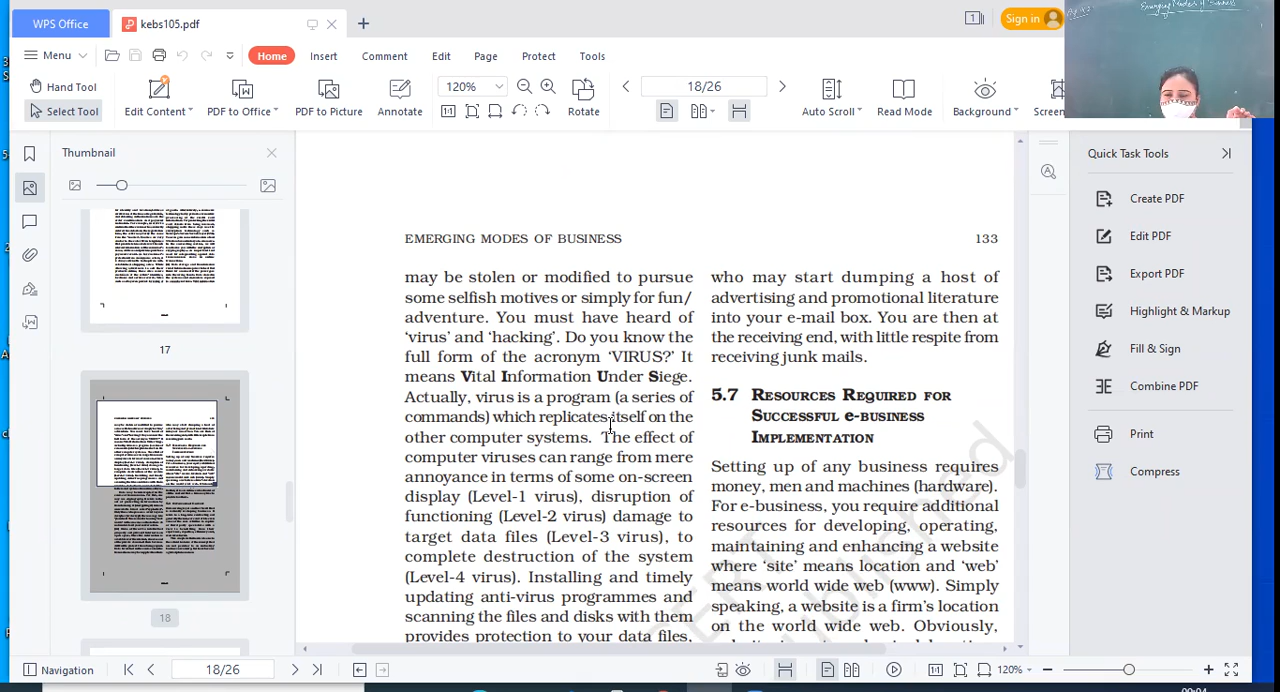 WPS Office
kebs105.pdf
Sign in
Emerging Modes of Business
Menu
Home
Insert
Comment
Edit
Page
Protect
Tools
Hand Tool
Select Tool
Edit Content
PDF to Office
PDF to Picture
Annotate
120%
Rotate
18/26
Auto Scroll
Read Mode
Background
Screen
Thumbnail
17
18
EMERGING MODES OF BUSINESS
133
may be stolen or modified to pursue
some selfish motives or simply for fun/
adventure. You must have heard of
‘virus’ and ‘hacking’. Do you know the
full form of the acronym ‘VIRUS?’ It
means Vital Information Under Siege.
Actually, virus is a program (a series of
commands) which replicates itself on the
other computer systems. The effect of
computer viruses can range from mere
annoyance in terms of some on-screen
display (Level-1 virus), disruption of
functioning (Level-2 virus) damage to
target data files (Level-3 virus), to
complete destruction of the system
(Level-4 virus). Installing and timely
updating anti-virus programmes and
scanning the files and disks with them
provides protection to your data files,
who may start dumping a host of
advertising and promotional literature
into your e-mail box. You are then at
the receiving end, with little respite from
receiving junk mails.
5.7 RESOURCES REQUIRED FOR
SUCCESSFUL E-BUSINESS
IMPLEMENTATION
Setting up of any business requires
money, men and machines (hardware).
For e-business, you require additional
resources for developing, operating,
maintaining and enhancing a website
where ‘site’ means location and ‘web’
means world wide web (www). Simply
speaking, a website is a firm’s location
on the world wide web. Obviously,
Quick Task Tools
Create PDF
Edit PDF
Export PDF
Highlight & Markup
Fill & Sign
Combine PDF
Print
Compress
Navigation
18/26
120%